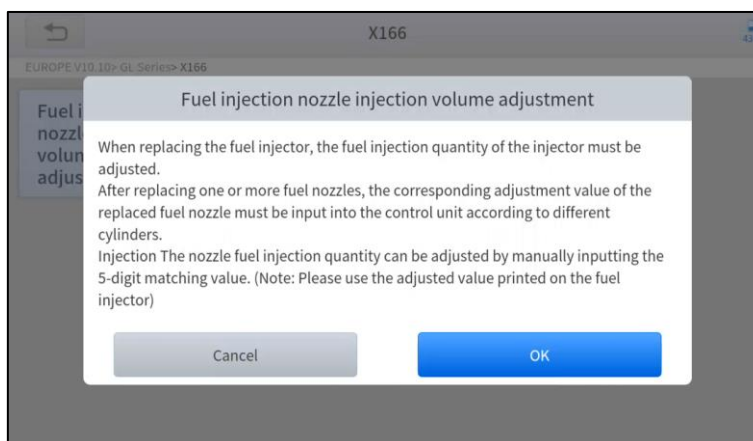 X166
43
EUROPE V10.10> GL Series> X166
Fuel i
nozzl
volun
adjus
Fuel injection nozzle injection volume adjustment
When replacing the fuel injector, the fuel injection quantity of the injector must be
adjusted.
After replacing one or more fuel nozzles, the corresponding adjustment value of the
replaced fuel nozzle must be input into the control unit according to different
cylinders.
Injection The nozzle fuel injection quantity can be adjusted by manually inputting the
5-digit matching value. (Note: Please use the adjusted value printed on the fuel
injector)
Cancel
OK